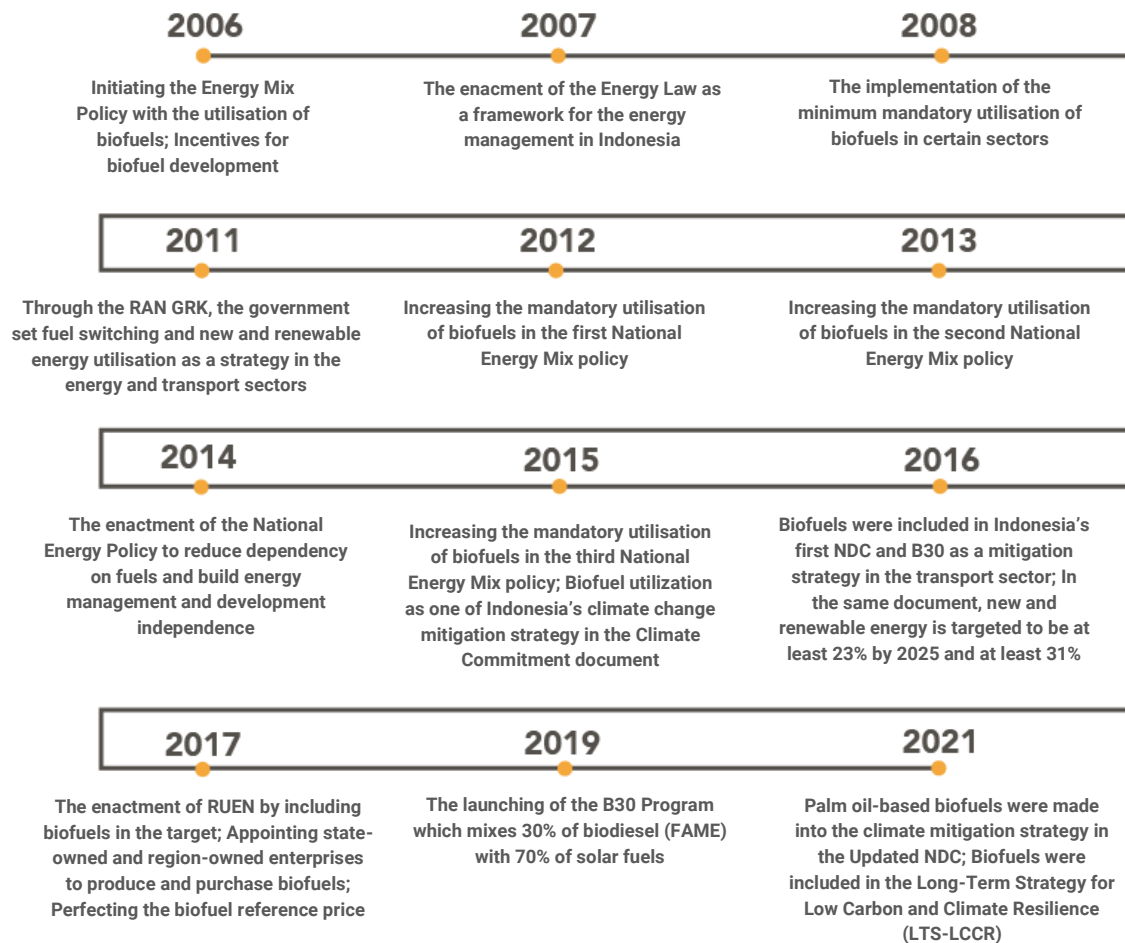 2006
Initiating the Energy Mix
Policy with the utilisation of
biofuels; Incentives for
biofuel development
2007
The enactment of the Energy Law as
a framework for the energy
management in Indonesia
2008
The implementation of the
minimum mandatory utilisation of
biofuels in certain sectors
2011
Through the RAN GRK, the government
set fuel switching and new and renewable
energy utilisation as a strategy in the
energy and transport sectors
2012
Increasing the mandatory utilisation
of biofuels in the first National
Energy Mix policy
2013
Increasing the mandatory utilisation
of biofuels in the second National
Energy Mix policy
2014
The enactment of the National
Energy Policy to reduce dependency
on fuels and build energy
management and development
independence
2015
Increasing the mandatory utilisation
of biofuels in the third National
Energy Mix policy; Biofuel utilization
as one of Indonesia's climate change
mitigation strategy in the Climate
Commitment document
2016
Biofuels were included in Indonesia's
first NDC and B30 as a mitigation
strategy in the transport sector; In
the same document, new and
renewable energy is targeted to be at
least 23% by 2025 and at least 31%
2017
The enactment of RUEN by including
biofuels in the target; Appointing state-
owned and region-owned enterprises
to produce and purchase biofuels;
Perfecting the biofuel reference price
2019
The launching of the B30 Program
which mixes 30% of biodiesel (FAME)
with 70% of solar fuels
2021
Palm oil-based biofuels were made
into the climate mitigation strategy in
the Updated NDC; Biofuels were
included in the Long-Term Strategy for
Low Carbon and Climate Resilience
(LTS-LCCR)